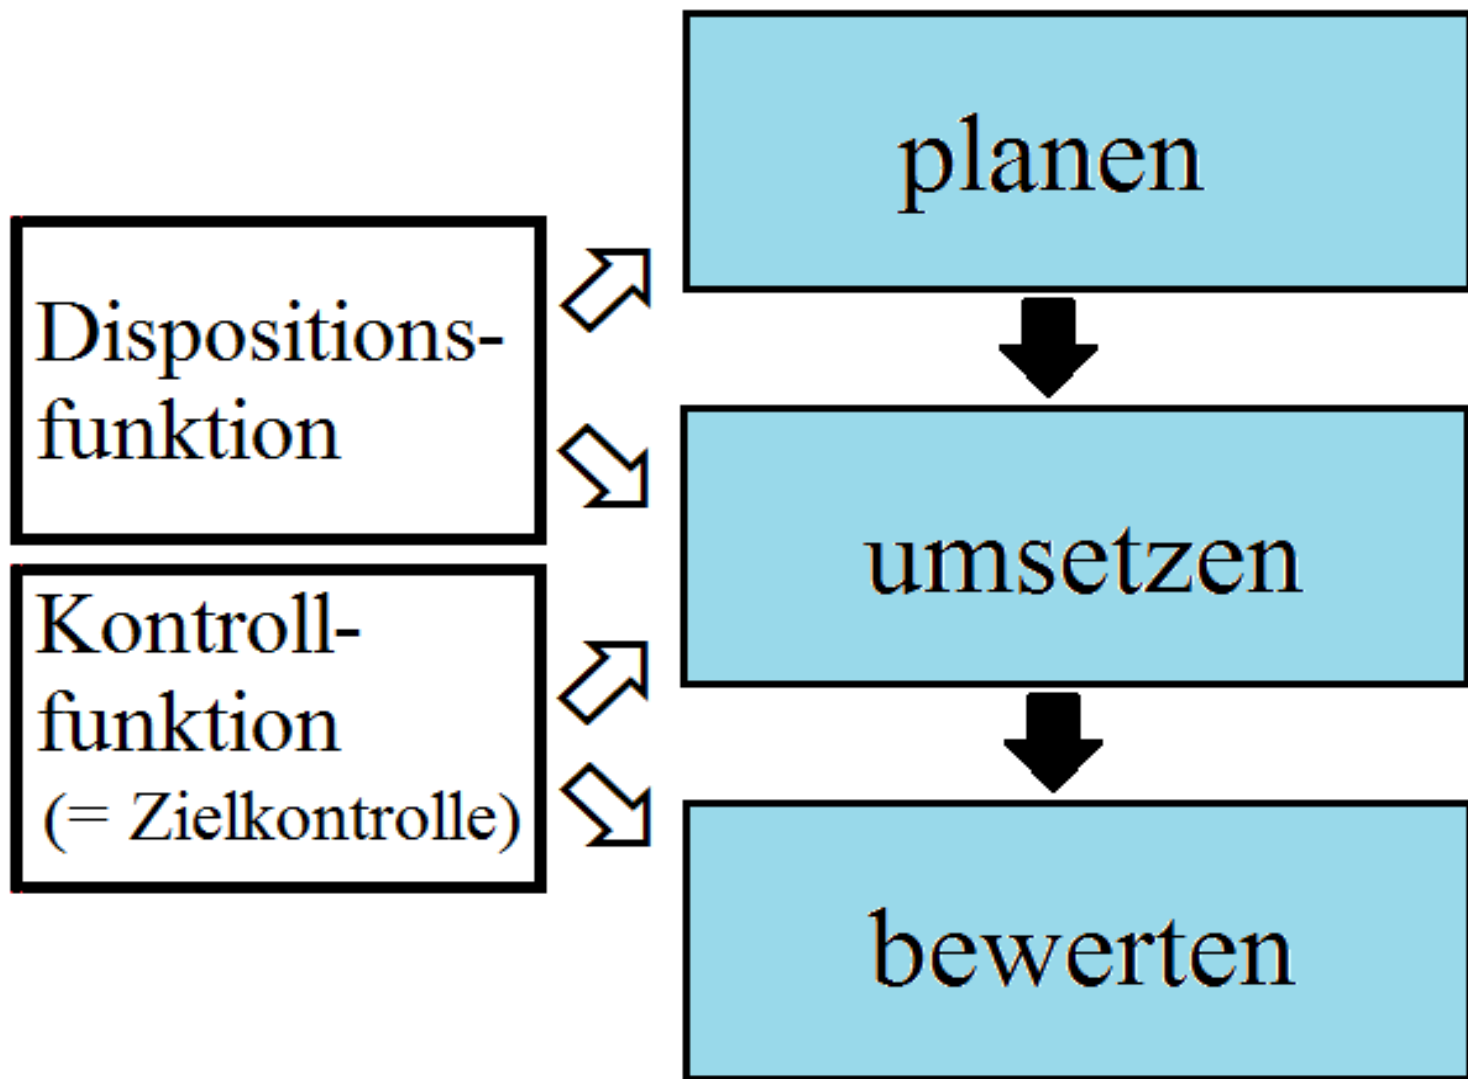 planen
Dispositions-
funktion
umsetzen
Kontroll-
funktion
(= Zielkontrolle)
bewerten